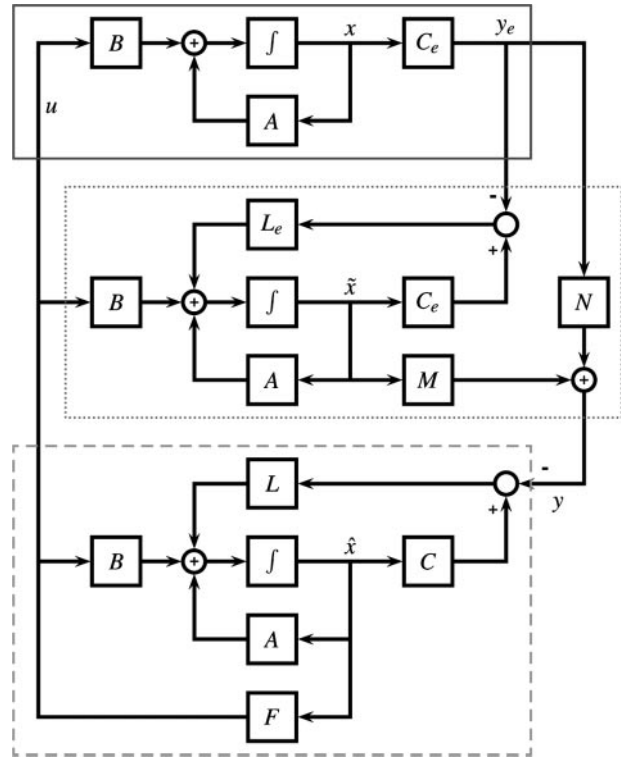 B + ∫ x C_e y_e
u A
- L_e
+
B + ∫ x̃ C_e N
A M +
L -
+ y
B + ∫ x̂ C
A
F